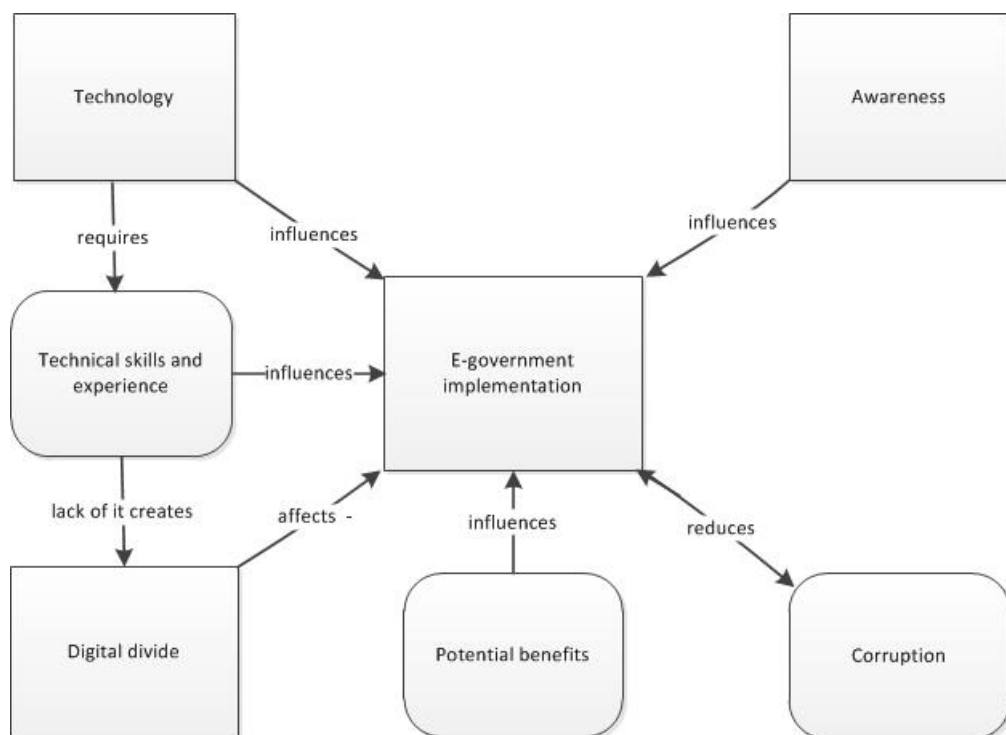 Technology
Awareness
requires
influences
influences
Technical skills and
experience
influences
E-government
implementation
lack of it creates
affects -
influences
reduces
Digital divide
Potential benefits
Corruption